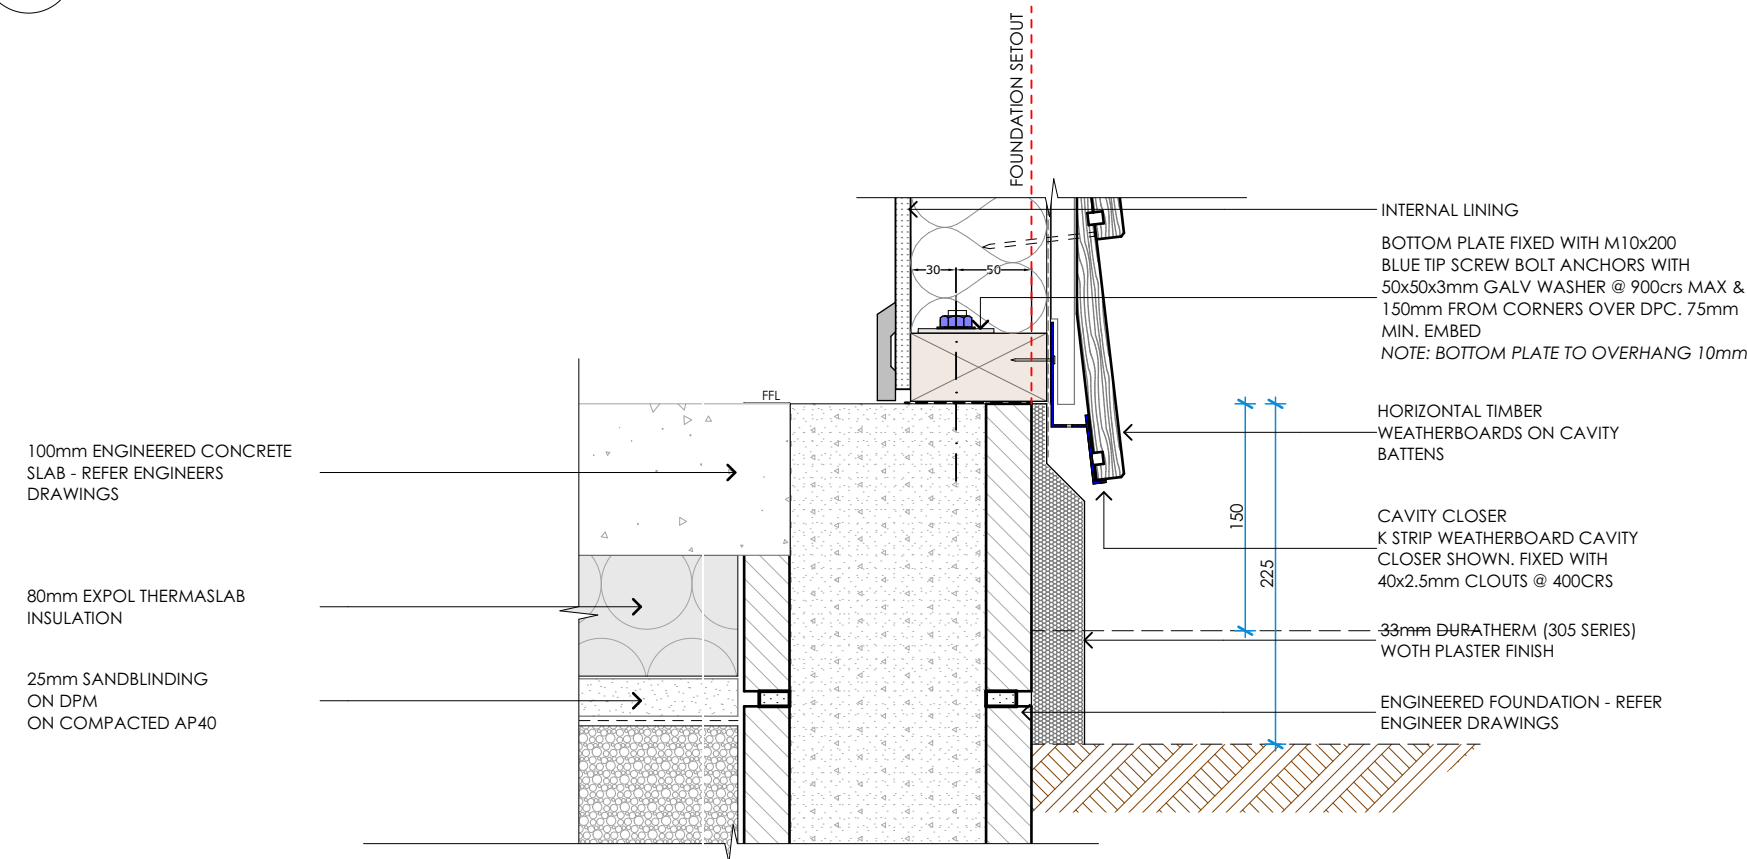 FOUNDATION SETOUT
INTERNAL LINING
BOTTOM PLATE FIXED WITH M10x200
BLUE TIP SCREW BOLT ANCHORS WITH
50x50x3mm GALV WASHER @ 900crs MAX &
150mm FROM CORNERS OVER DPC. 75mm
MIN. EMBED
NOTE: BOTTOM PLATE TO OVERHANG 10mm
30
50
FFL
HORIZONTAL TIMBER
WEATHERBOARDS ON CAVITY
BATTENS
100mm ENGINEERED CONCRETE
SLAB - REFER ENGINEERS
DRAWINGS
150
225
CAVITY CLOSER
K STRIP WEATHERBOARD CAVITY
CLOSER SHOWN. FIXED WITH
40x2.5mm CLOUTS @ 400CRS
80mm EXPOL THERMASLAB
INSULATION
33mm DURATHERM (305 SERIES)
WOTH PLASTER FINISH
25mm SANDBLINDING
ON DPM
ON COMPACTED AP40
ENGINEERED FOUNDATION - REFER
ENGINEER DRAWINGS